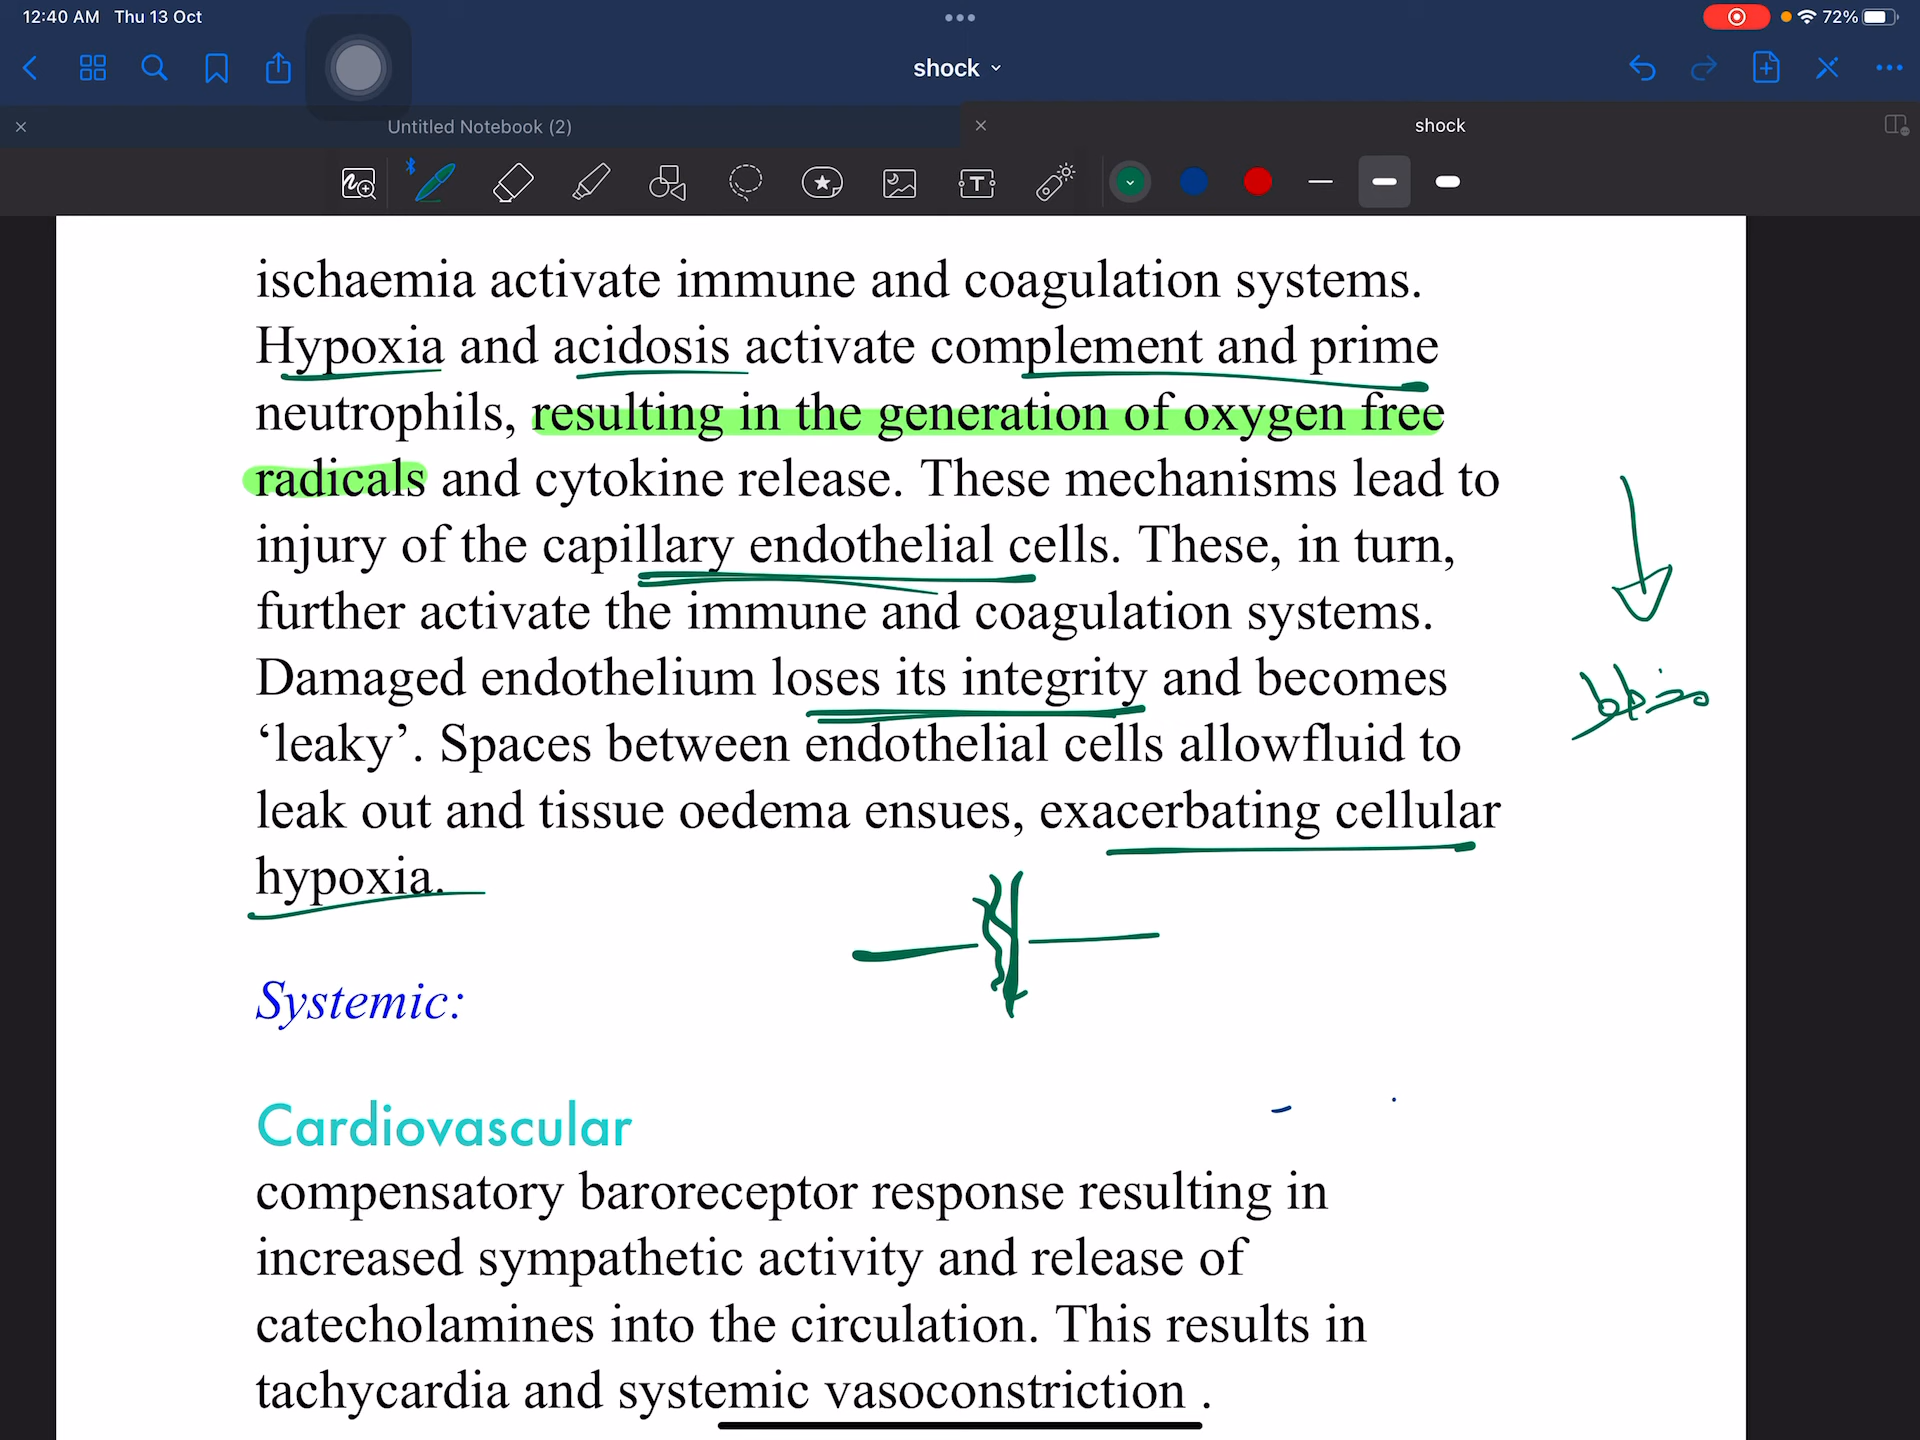 12:40 AM Thu 13 Oct
72%
shock
Untitled Notebook (2)
shock
ischaemia activate immune and coagulation systems.
Hypoxia and acidosis activate complement and prime
neutrophils, resulting in the generation of oxygen free
radicals and cytokine release. These mechanisms lead to
injury of the capillary endothelial cells. These, in turn,
further activate the immune and coagulation systems.
Damaged endothelium loses its integrity and becomes
‘leaky’. Spaces between endothelial cells allowfluid to
leak out and tissue oedema ensues, exacerbating cellular
hypoxia.
Systemic:
Cardiovascular
compensatory baroreceptor response resulting in
increased sympathetic activity and release of
catecholamines into the circulation. This results in
tachycardia and systemic vasoconstriction .